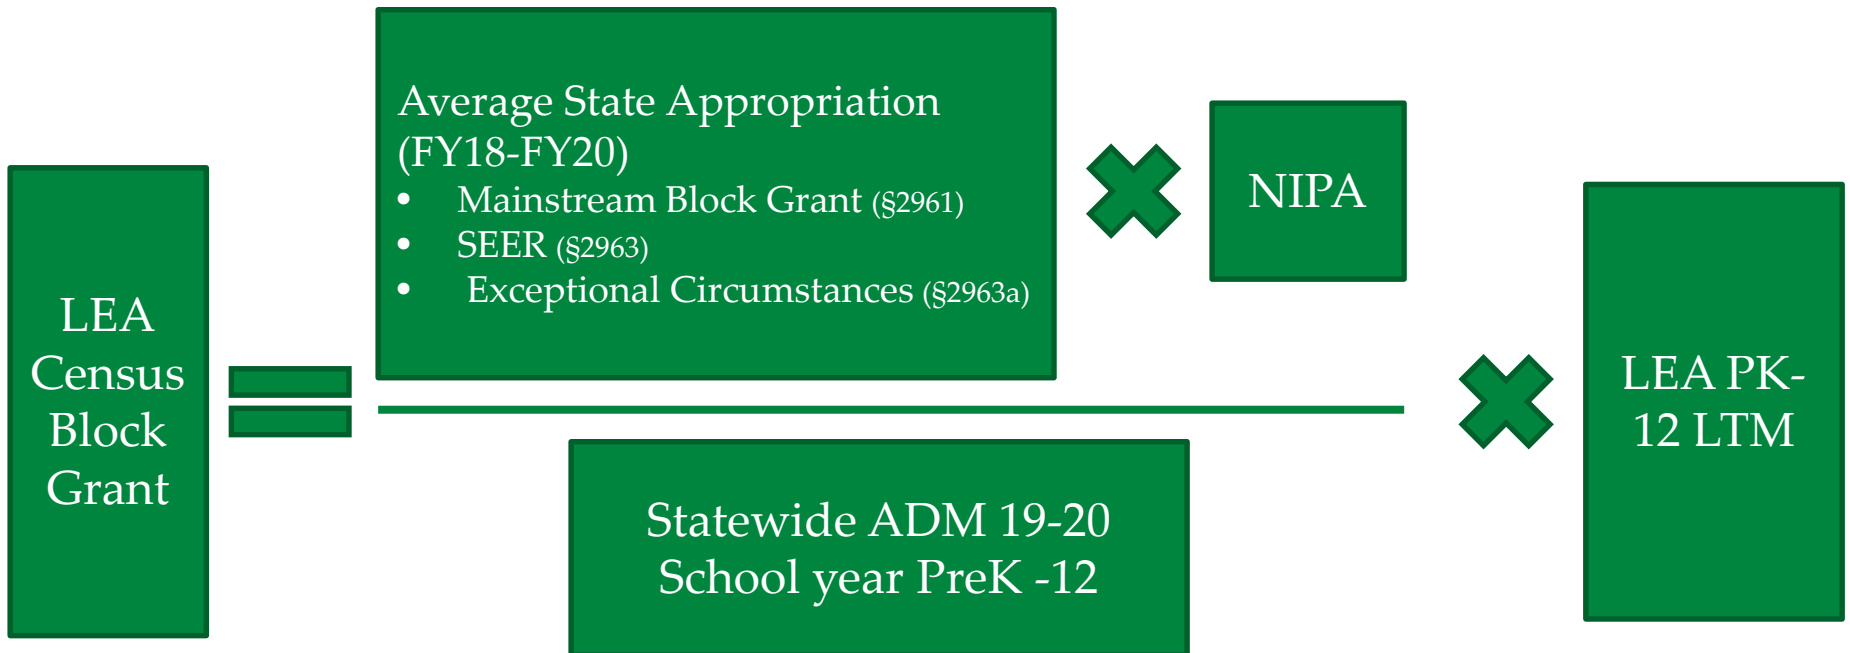 LEA
Census
Block
Grant
Average State Appropriation
(FY18-FY20)
• Mainstream Block Grant (§2961)
• SEER (§2963)
• Exceptional Circumstances (§2963a)
NIPA
Statewide ADM 19-20
School year PreK -12
LEA PK-
12 LTM